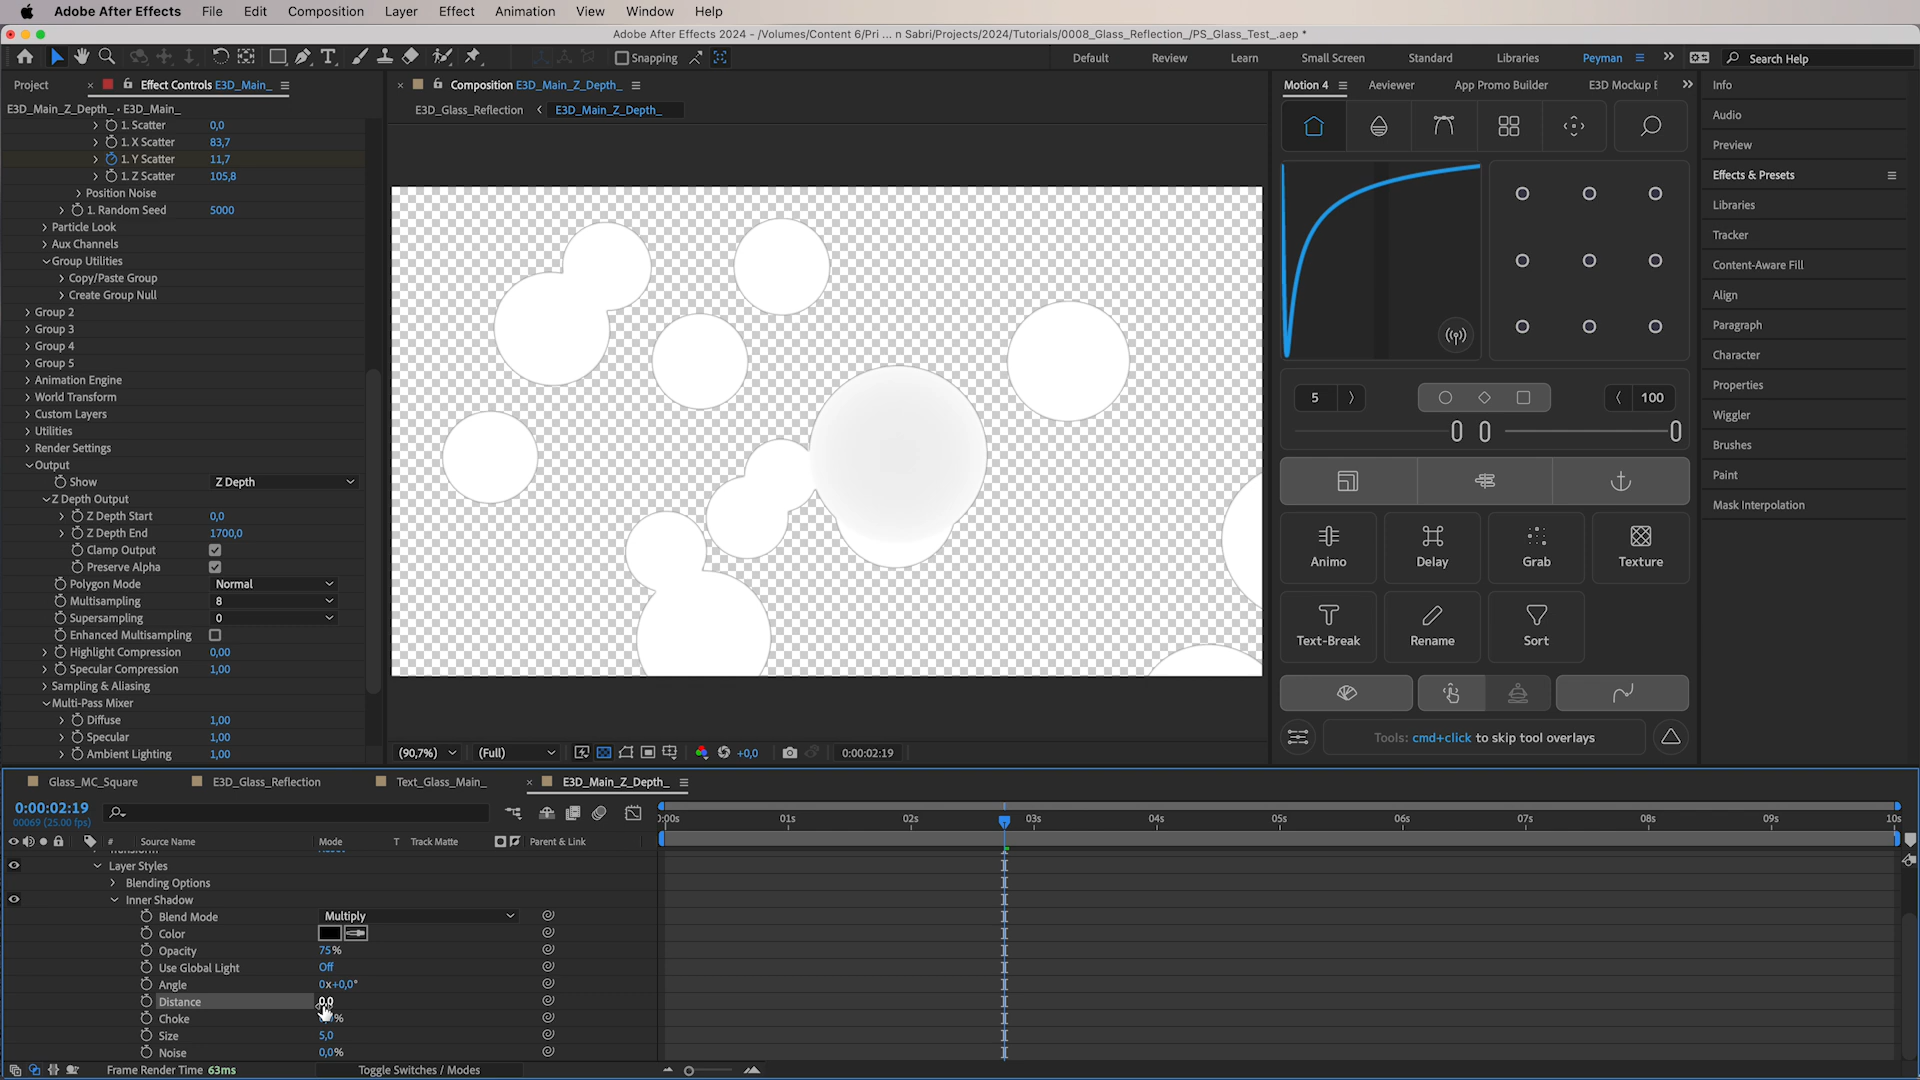 Adobe After Effects File Edit Composition Layer Effect Animation View Window Help
Adobe After Effects 2024 - /Volumes/Content 6/Pri ... n Sabri/Projects/2024/Tutorials/0008_Glass_Reflection_/PS_Glass_Test_.aep *
Snapping
Default Review Learn Small Screen Standard Libraries Peyman Search Help
Project Effect Controls E3D_Main_
E3D_Main_Z_Depth_ • E3D_Main_
1. Scatter 0,0
1. X Scatter 83,7
1. Y Scatter 11,7
1. Z Scatter 105,8
Position Noise
1. Random Seed 5000
Particle Look
Aux Channels
Group Utilities
Copy/Paste Group
Create Group Null
Group 2
Group 3
Group 4
Group 5
Animation Engine
World Transform
Custom Layers
Utilities
Render Settings
Output
Show Z Depth
Z Depth Output
Z Depth Start 0,0
Z Depth End 1700,0
Clamp Output
Preserve Alpha
Polygon Mode Normal
Multisampling 8
Supersampling 0
Enhanced Multisampling
Highlight Compression 0,00
Specular Compression 1,00
Sampling & Aliasing
Multi-Pass Mixer
Diffuse 1,00
Specular 1,00
Ambient Lighting 1,00
Composition E3D_Main_Z_Depth_
E3D_Glass_Reflection E3D_Main_Z_Depth_
(90,7%) (Full) +0,0 0:00:02:19
Motion 4 Aeviewer App Promo Builder E3D Mockup
5 100
Animo Delay Grab Texture
Text-Break Rename Sort
Tools: cmd+click to skip tool overlays
Info
Audio
Preview
Effects & Presets
Libraries
Tracker
Content-Aware Fill
Align
Paragraph
Character
Properties
Wiggler
Brushes
Paint
Mask Interpolation
Glass_MC_Square E3D_Glass_Reflection Text_Glass_Main_ E3D_Main_Z_Depth_
0:00:02:19
00069 (25.00 fps)
:00s 01s 02s 03s 04s 05s 06s 07s 08s 09s 10s
# Source Name Mode T Track Matte Parent & Link
Layer Styles
Blending Options
Inner Shadow
Blend Mode Multiply
Color
Opacity 75%
Use Global Light Off
Angle 0x+0,0°
Distance 0,0
Choke %
Size 5,0
Noise 0,0%
Frame Render Time 63ms Toggle Switches / Modes